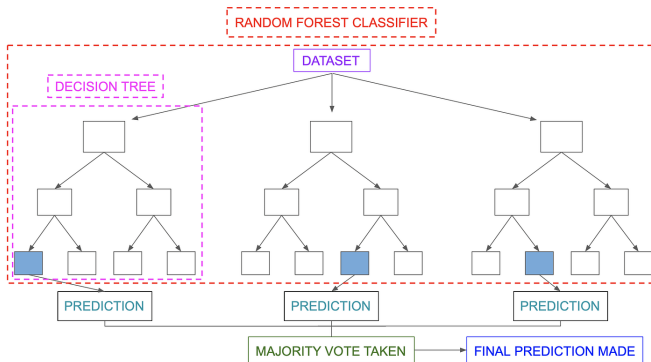 RANDOM FOREST CLASSIFIER
DATASET
DECISION TREE
PREDICTION
PREDICTION
PREDICTION
MAJORITY VOTE TAKEN
FINAL PREDICTION MADE